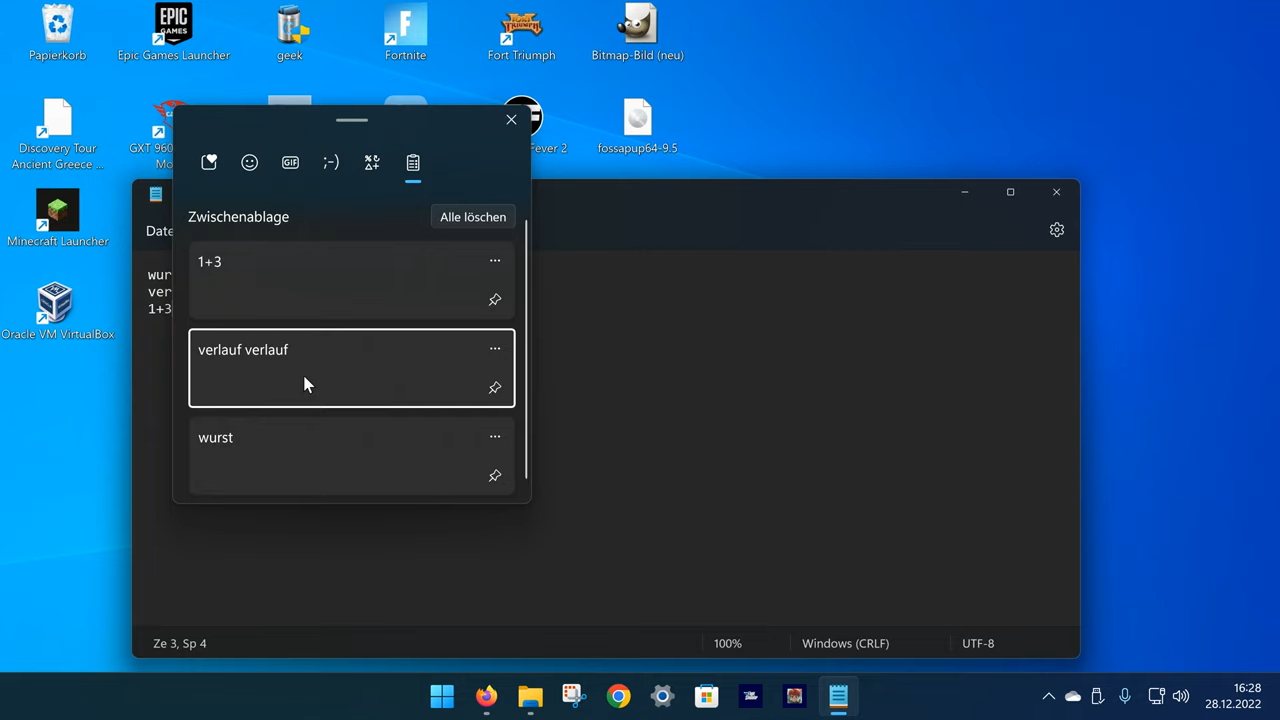 Papierkorb
EPIC
GAMES
Epic Games Launcher
geek
Fortnite
FORT
TRIUMPH
Fort Triumph
Bitmap-Bild (neu)
Discovery Tour
Ancient Greece ...
GXT 960
Mo
Fever 2
fossapup64-9.5
Minecraft Launcher
Oracle VM VirtualBox
GIF
;-)
Zwischenablage
Alle löschen
1+3
verlauf verlauf
wurst
Date
wur
ver
1+3
Ze 3, Sp 4
100%
Windows (CRLF)
UTF-8
16:28
28.12.2022